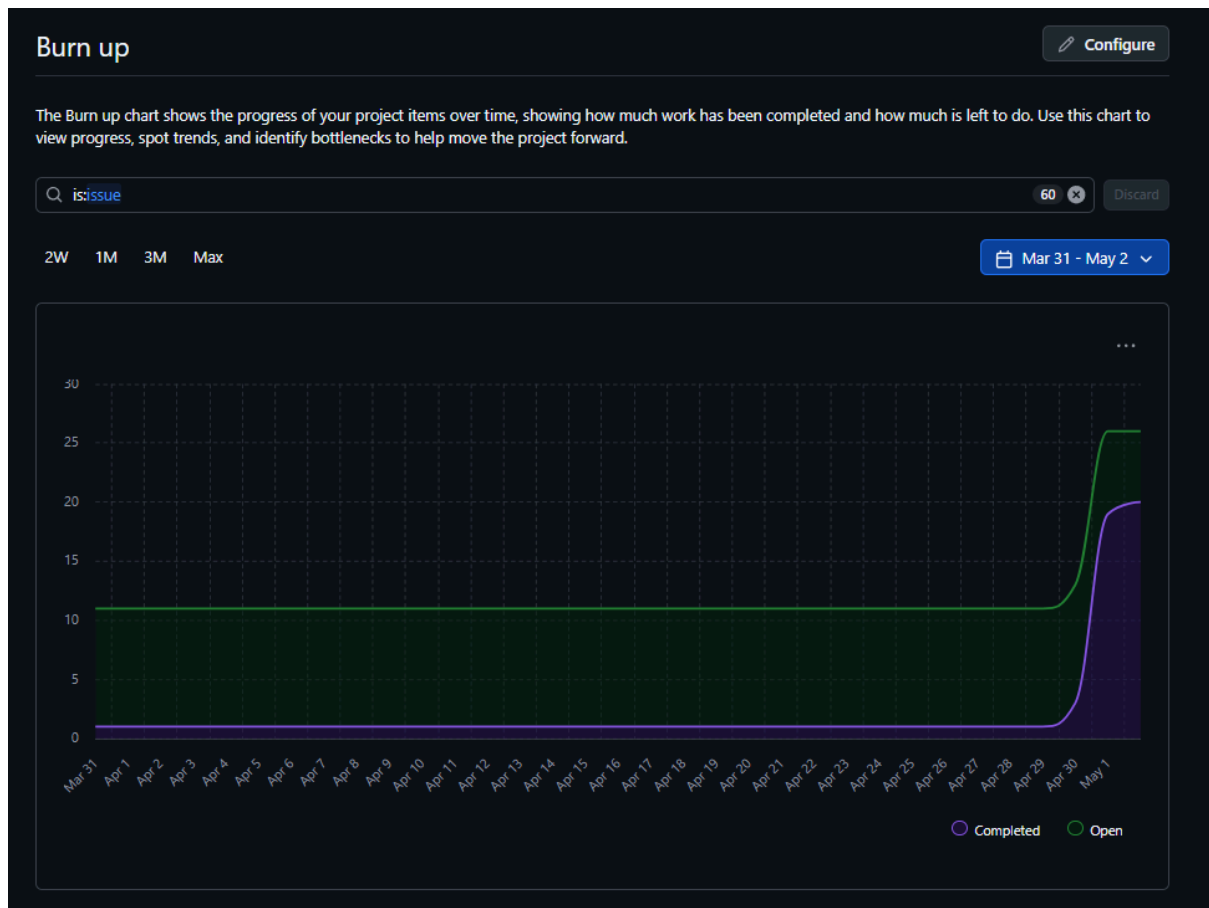 Burn up
Configure
The Burn up chart shows the progress of your project items over time, showing how much work has been completed and how much is left to do. Use this chart to
view progress, spot trends, and identify bottlenecks to help move the project forward.
is:issue
60
Discard
2W 1M 3M Max
Mar 31 - May 2
...
30
25
20
15
10
5
0
Mar 31 Apr 1 Apr 2 Apr 3 Apr 4 Apr 5 Apr 6 Apr 7 Apr 8 Apr 9 Apr 10 Apr 11 Apr 12 Apr 13 Apr 14 Apr 15 Apr 16 Apr 17 Apr 18 Apr 19 Apr 20 Apr 21 Apr 22 Apr 23 Apr 24 Apr 25 Apr 26 Apr 27 Apr 28 Apr 29 Apr 30 May 1
Completed Open